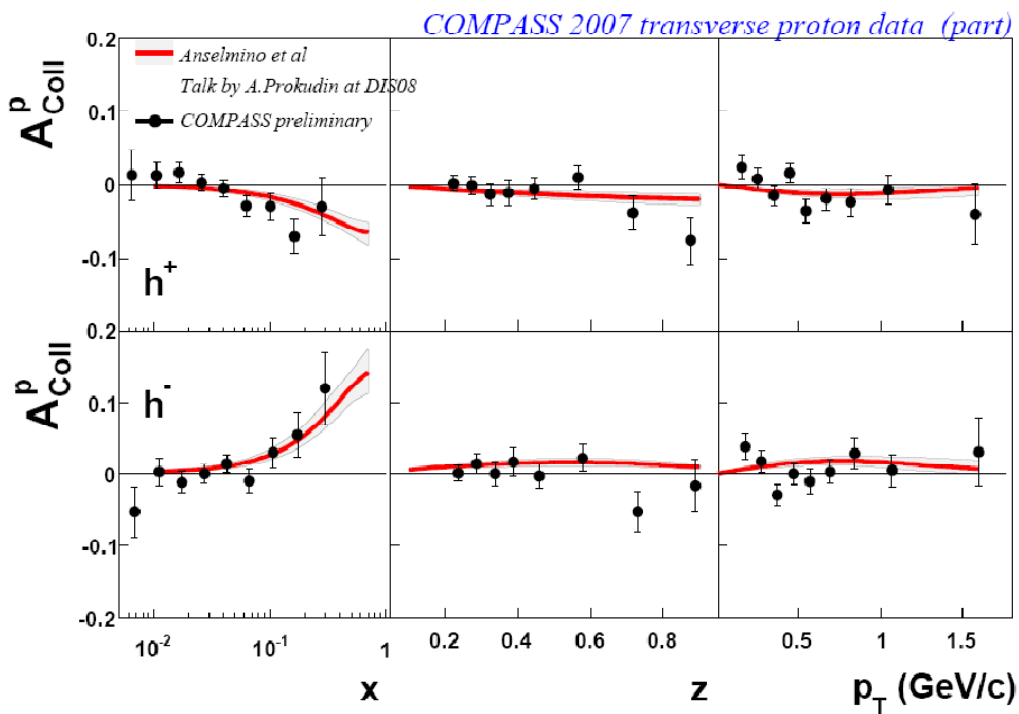 COMPASS 2007 transverse proton data (part)
0.2
Anselmino et al
Talk by A.Prokudin at DIS08
COMPASS preliminary
A^p_Coll
0.1
0
-0.1
h^+
0.2
A^p_Coll
h^-
0.1
0
-0.1
-0.2
10^-2 10^-1 1 0.2 0.4 0.6 0.8 0.5 1 1.5
x z p_T (GeV/c)